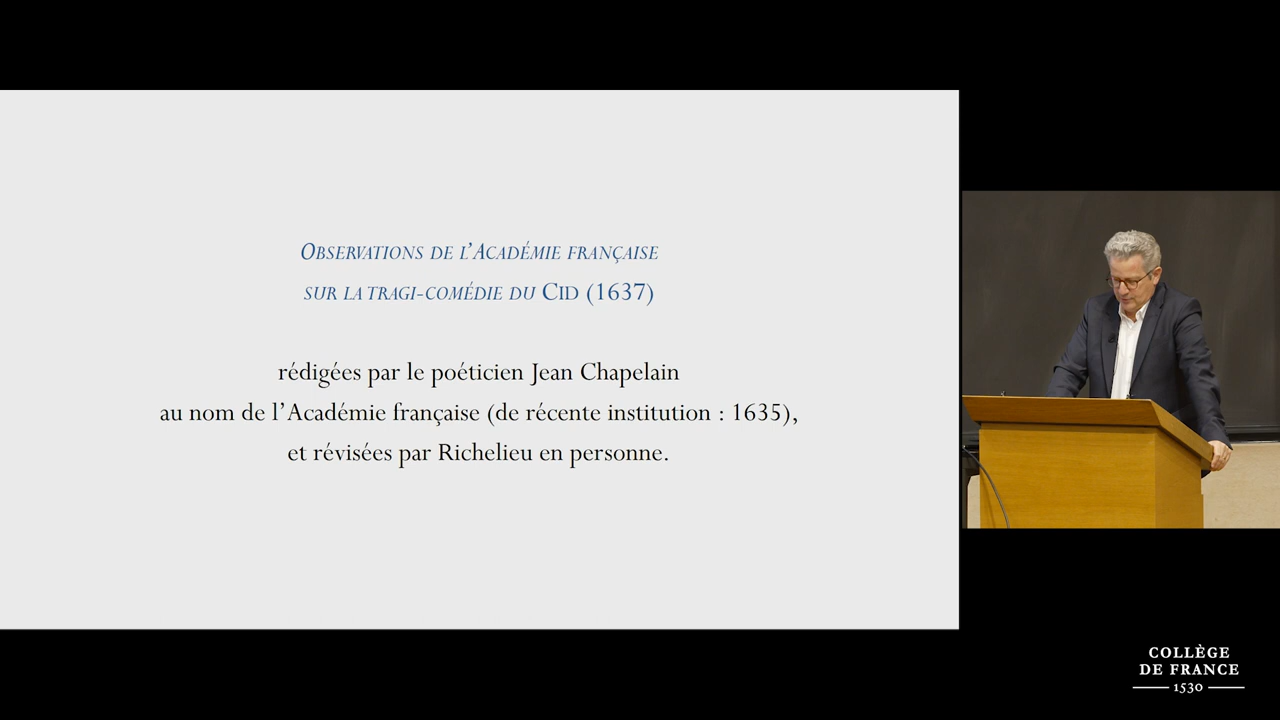 OBSERVATIONS DE L’ACADÉMIE FRANÇAISE
SUR LA TRAGI-COMÉDIE DU CID (1637)
rédigées par le poéticien Jean Chapelain
au nom de l’Académie française (de récente institution : 1635),
et révisées par Richelieu en personne.
COLLÈGE
DE FRANCE
1530